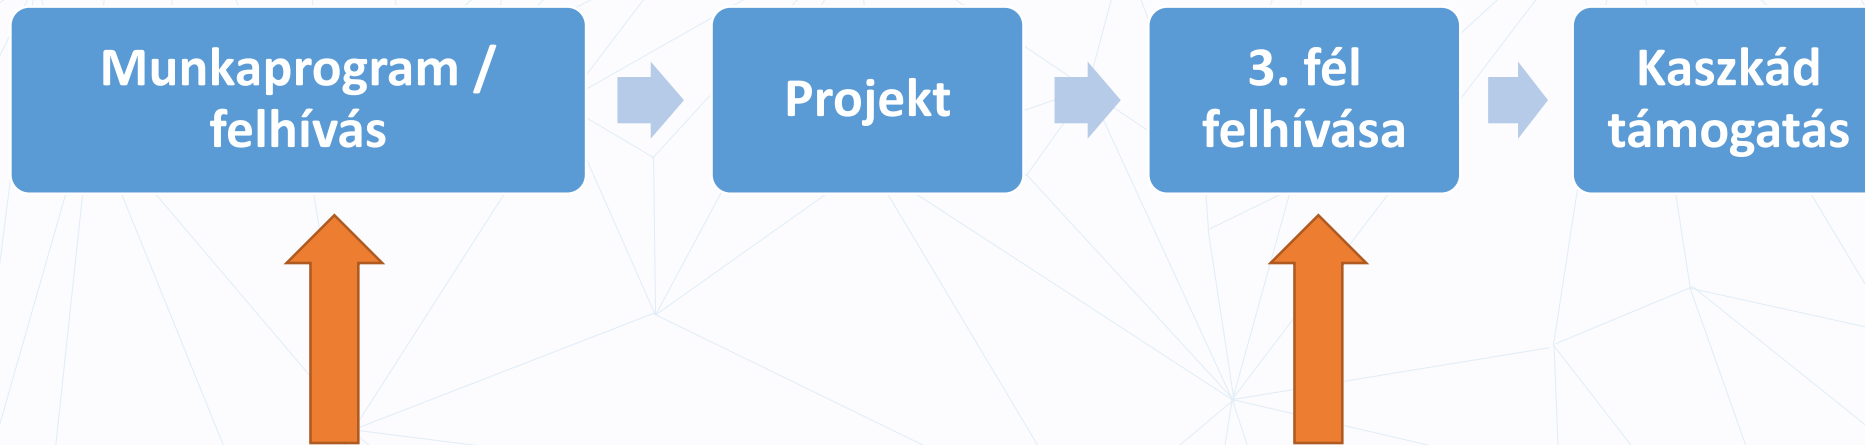 Munkaprogram /
felhívás
Projekt
3. fél
felhívása
Kaszkád
támogatás